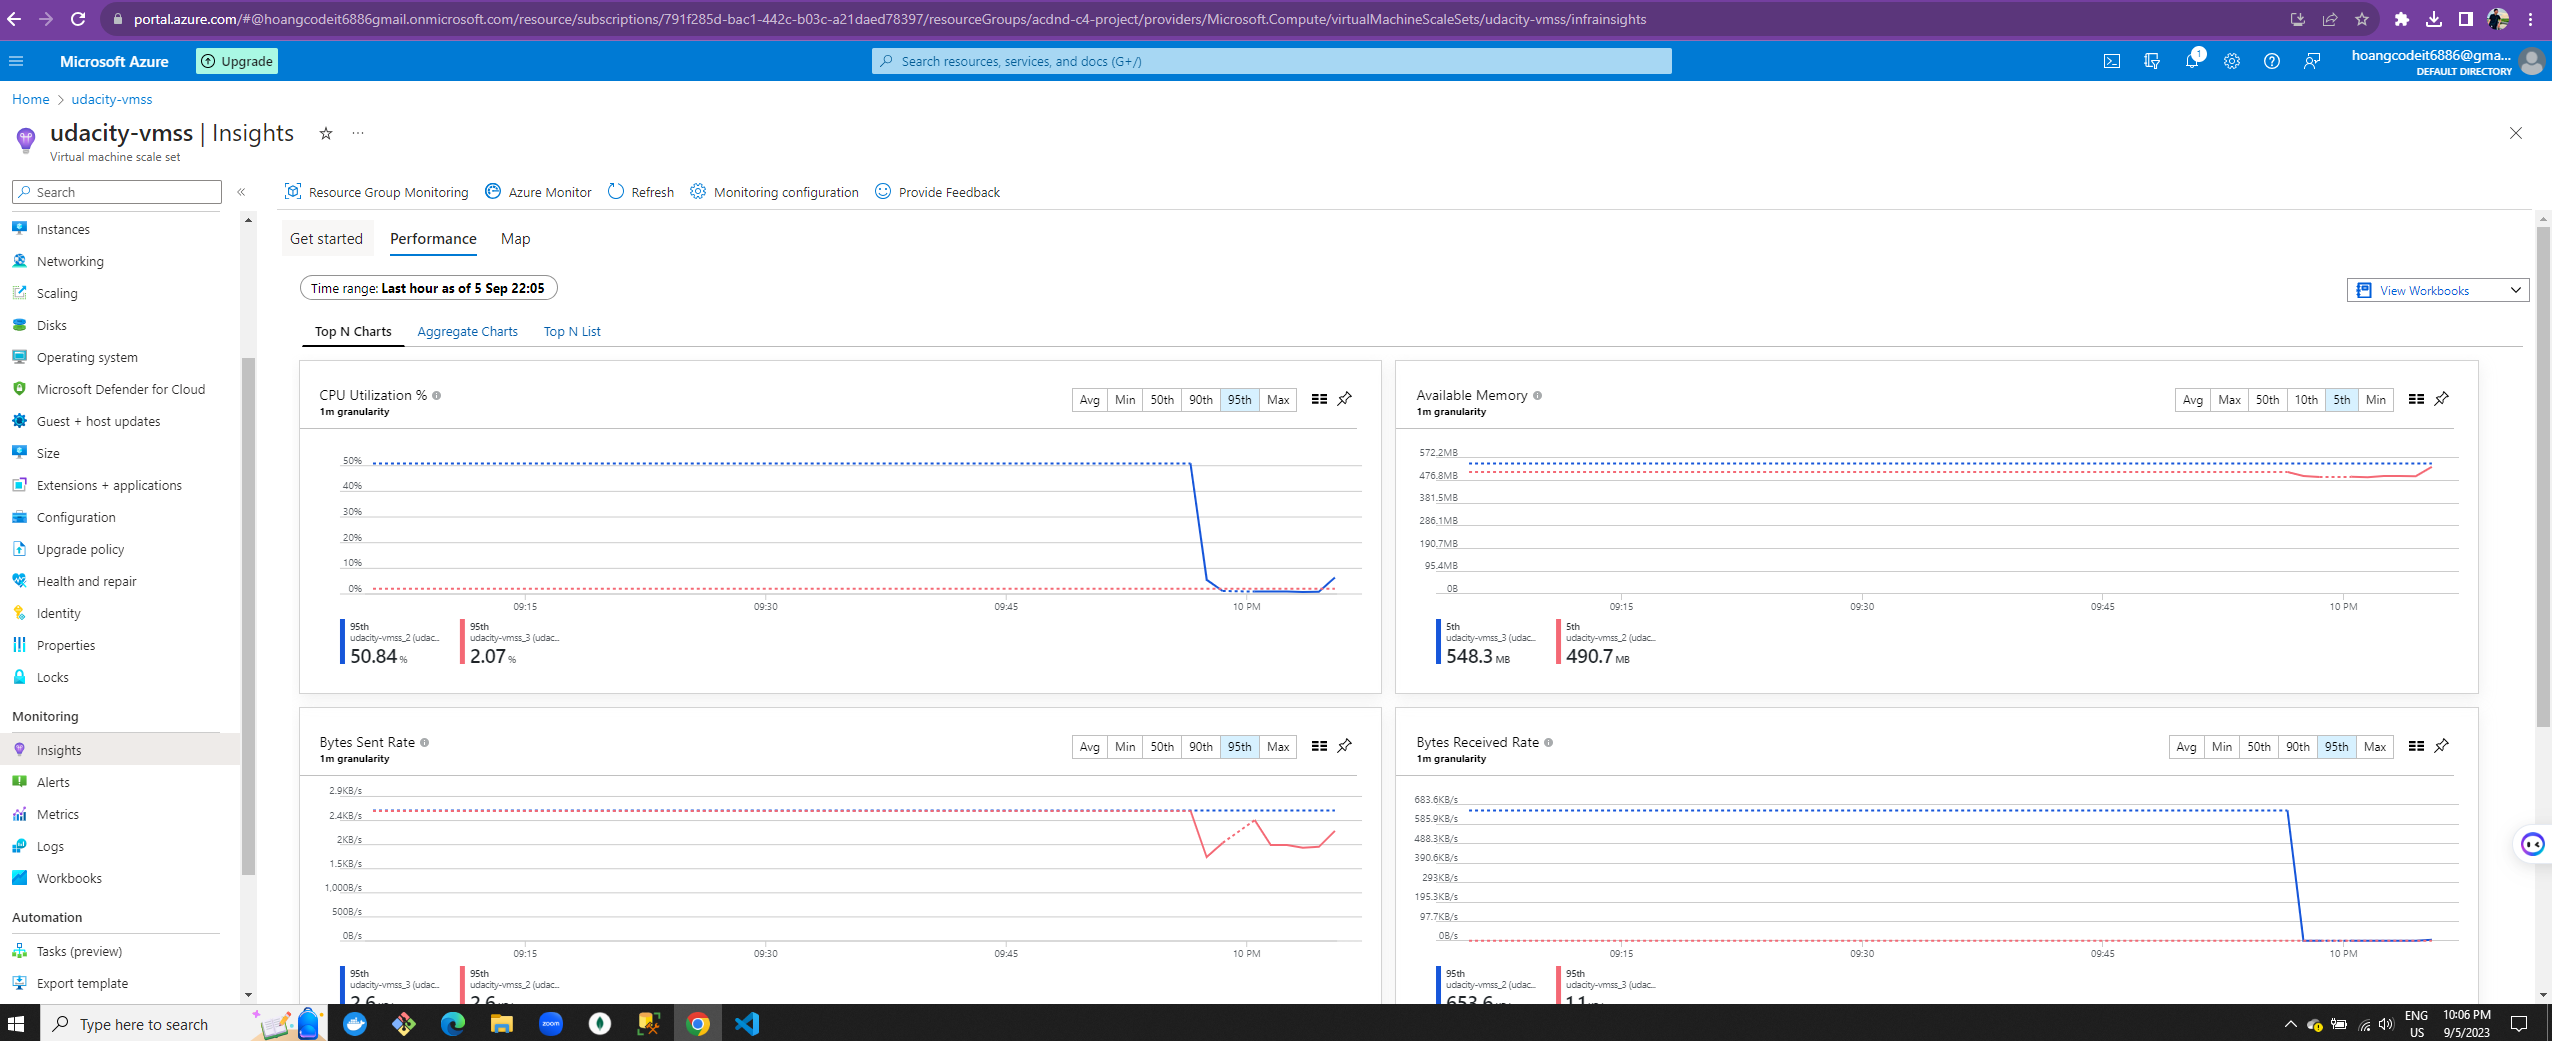 portal.azure.com/#@hoangcodeit6886gmail.onmicrosoft.com/resource/subscriptions/791f285d-bac1-442c-b03c-a21daed78397/resourceGroups/acdnd-c4-project/providers/Microsoft.Compute/virtualMachineScaleSets/udacity-vmss/infrainsights
Microsoft Azure
Upgrade
Search resources, services, and docs (G+/)
1
hoangcodeit6886@gma...
DEFAULT DIRECTORY
Home > udacity-vmss
udacity-vmss | Insights
Virtual machine scale set
Search
Resource Group Monitoring
Azure Monitor
Refresh
Monitoring configuration
Provide Feedback
Instances
Networking
Scaling
Disks
Operating system
Microsoft Defender for Cloud
Guest + host updates
Size
Extensions + applications
Configuration
Upgrade policy
Health and repair
Identity
Properties
Locks
Monitoring
Insights
Alerts
Metrics
Logs
Workbooks
Automation
Tasks (preview)
Export template
Get started
Performance
Map
Time range: Last hour as of 5 Sep 22:05
View Workbooks
Top N Charts
Aggregate Charts
Top N List
CPU Utilization %
1m granularity
Avg Min 50th 90th 95th Max
50%
40%
30%
20%
10%
0%
09:15 09:30 09:45 10 PM
95th
udacity-vmss_2 (udac...
50.84 %
95th
udacity-vmss_3 (udac...
2.07 %
Available Memory
1m granularity
Avg Max 50th 10th 5th Min
572.2MB
476.8MB
381.5MB
286.1MB
190.7MB
95.4MB
0B
09:15 09:30 09:45 10 PM
5th
udacity-vmss_3 (udac...
548.3 MB
5th
udacity-vmss_2 (udac...
490.7 MB
Bytes Sent Rate
1m granularity
Avg Min 50th 90th 95th Max
2.9KB/s
2.4KB/s
2KB/s
1.5KB/s
1,000B/s
500B/s
0B/s
09:15 09:30 09:45 10 PM
95th
udacity-vmss_3 (udac...
2.6
95th
udacity-vmss_2 (udac...
2.6
Bytes Received Rate
1m granularity
Avg Min 50th 90th 95th Max
683.6KB/s
585.9KB/s
488.3KB/s
390.6KB/s
293KB/s
195.3KB/s
97.7KB/s
0B/s
09:15 09:30 09:45 10 PM
95th
udacity-vmss_2 (udac...
653.6
95th
udacity-vmss_3 (udac...
Type here to search
zoom
ENG
US
10:06 PM
9/5/2023